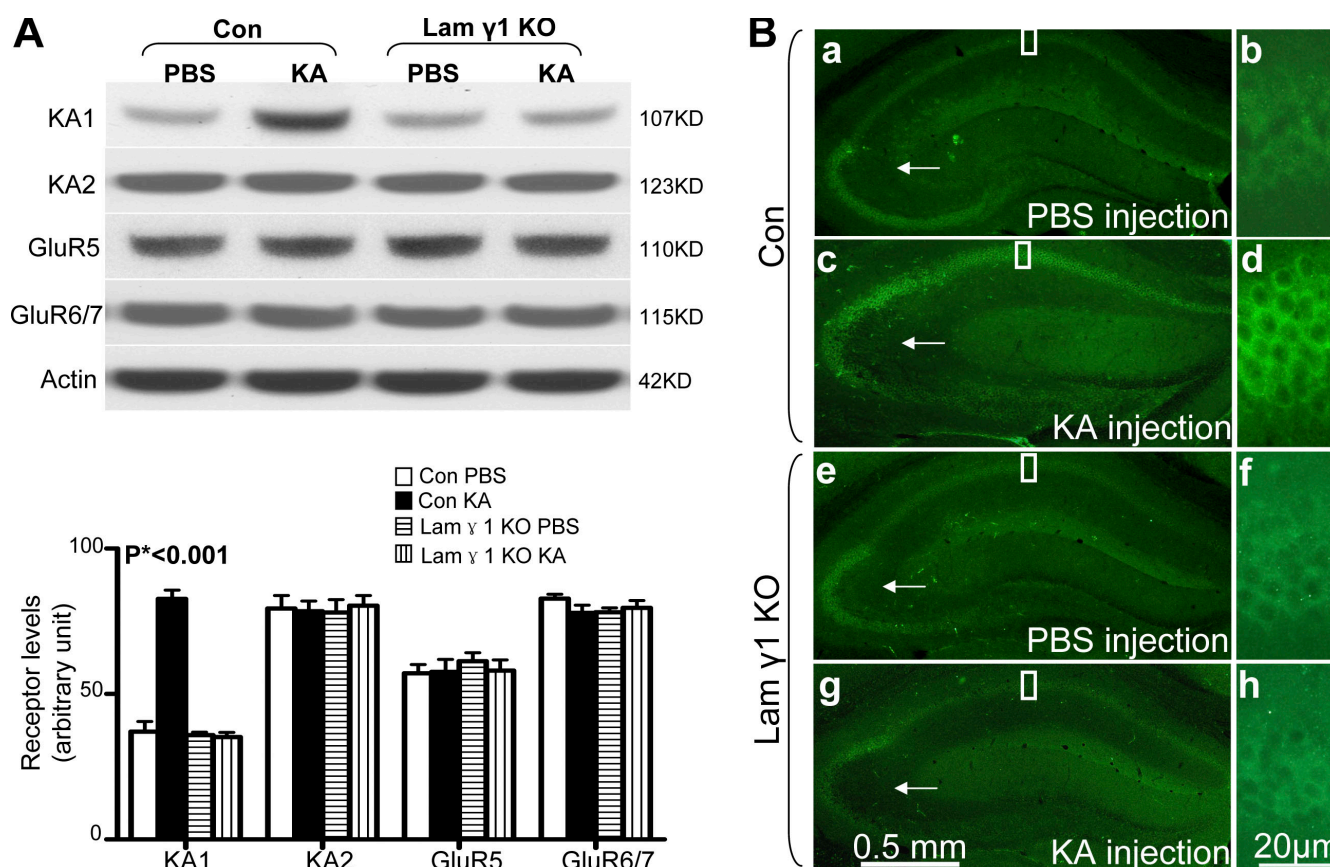 A
Con
Lam γ1 KO
PBS
KA
PBS
KA
KA1
107KD
KA2
123KD
GluR5
110KD
GluR6/7
115KD
Actin
42KD
Con PBS
Con KA
Lam γ 1 KO PBS
Lam γ 1 KO KA
P*<0.001
100
50
0
Receptor levels
(arbitrary unit)
KA1
KA2
GluR5
GluR6/7
B
Con
a
PBS injection
b
c
KA injection
d
Lam γ1 KO
e
PBS injection
f
g
0.5 mm
KA injection
h
20µm